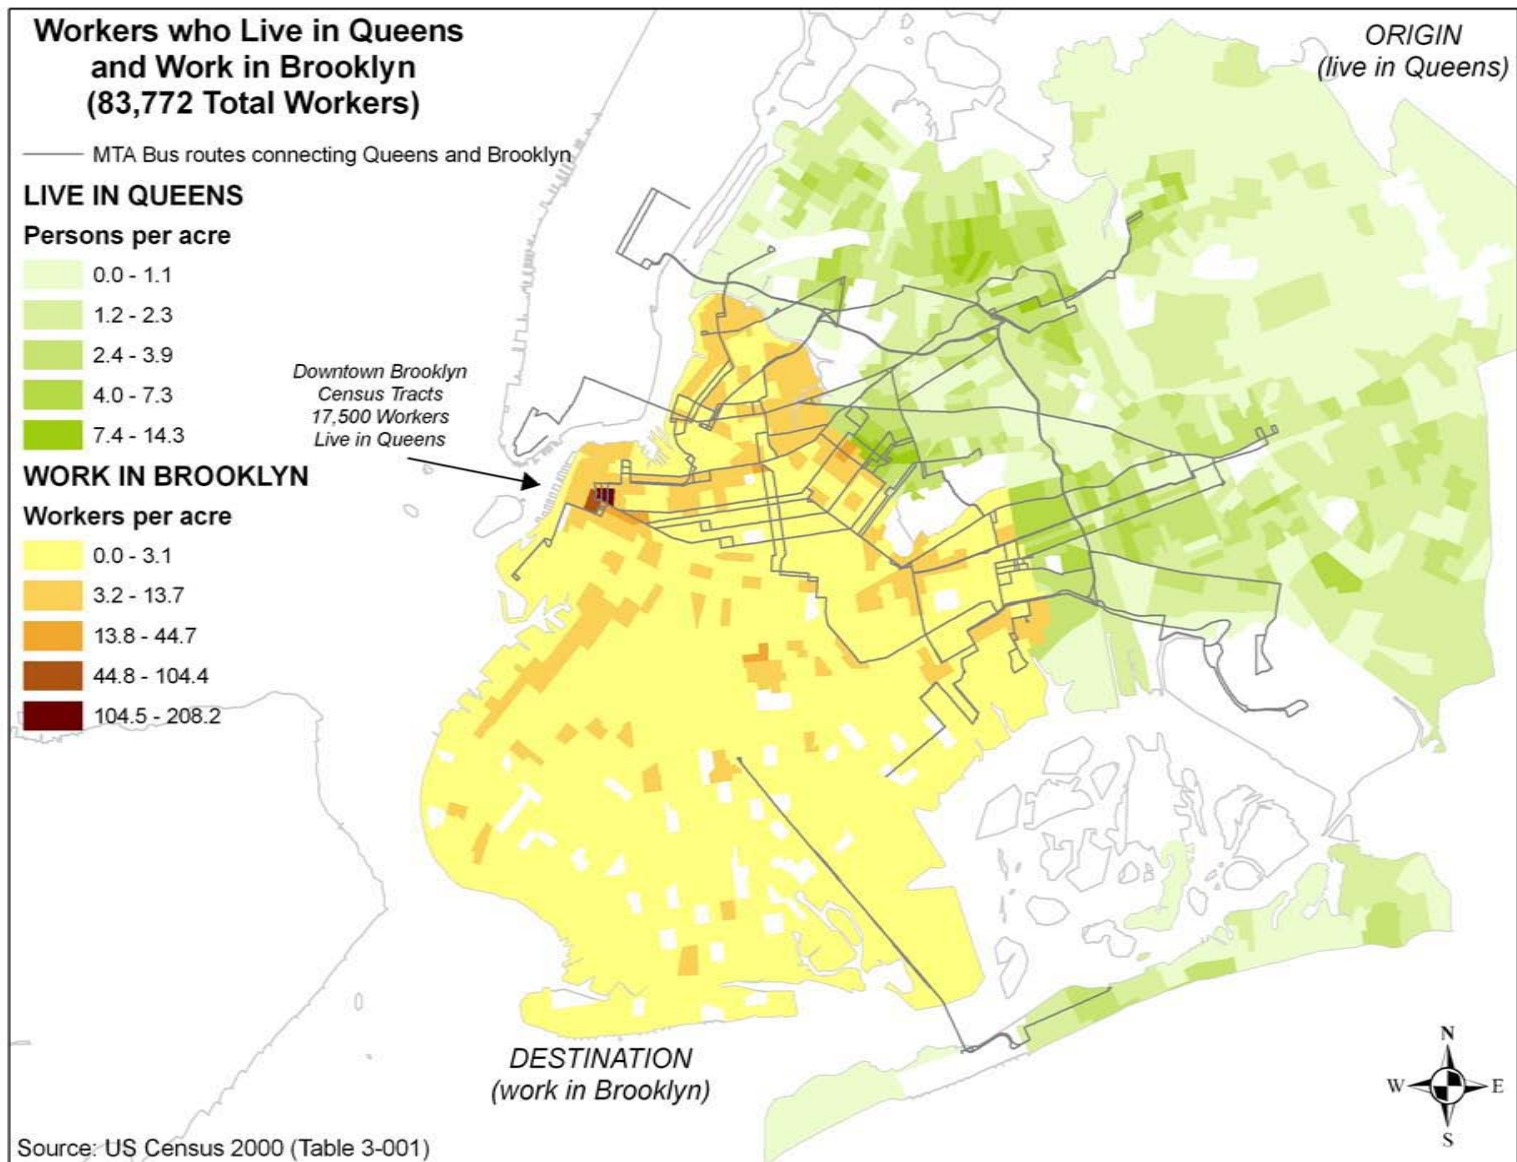 Workers who Live in Queens
and Work in Brooklyn
(83,772 Total Workers)
MTA Bus routes connecting Queens and Brooklyn
LIVE IN QUEENS
Persons per acre
0.0 - 1.1
1.2 - 2.3
2.4 - 3.9
4.0 - 7.3
7.4 - 14.3
WORK IN BROOKLYN
Workers per acre
0.0 - 3.1
3.2 - 13.7
13.8 - 44.7
44.8 - 104.4
104.5 - 208.2
Downtown Brooklyn
Census Tracts
17,500 Workers
Live in Queens
ORIGIN
(live in Queens)
DESTINATION
(work in Brooklyn)
N
W
E
S
Source: US Census 2000 (Table 3-001)